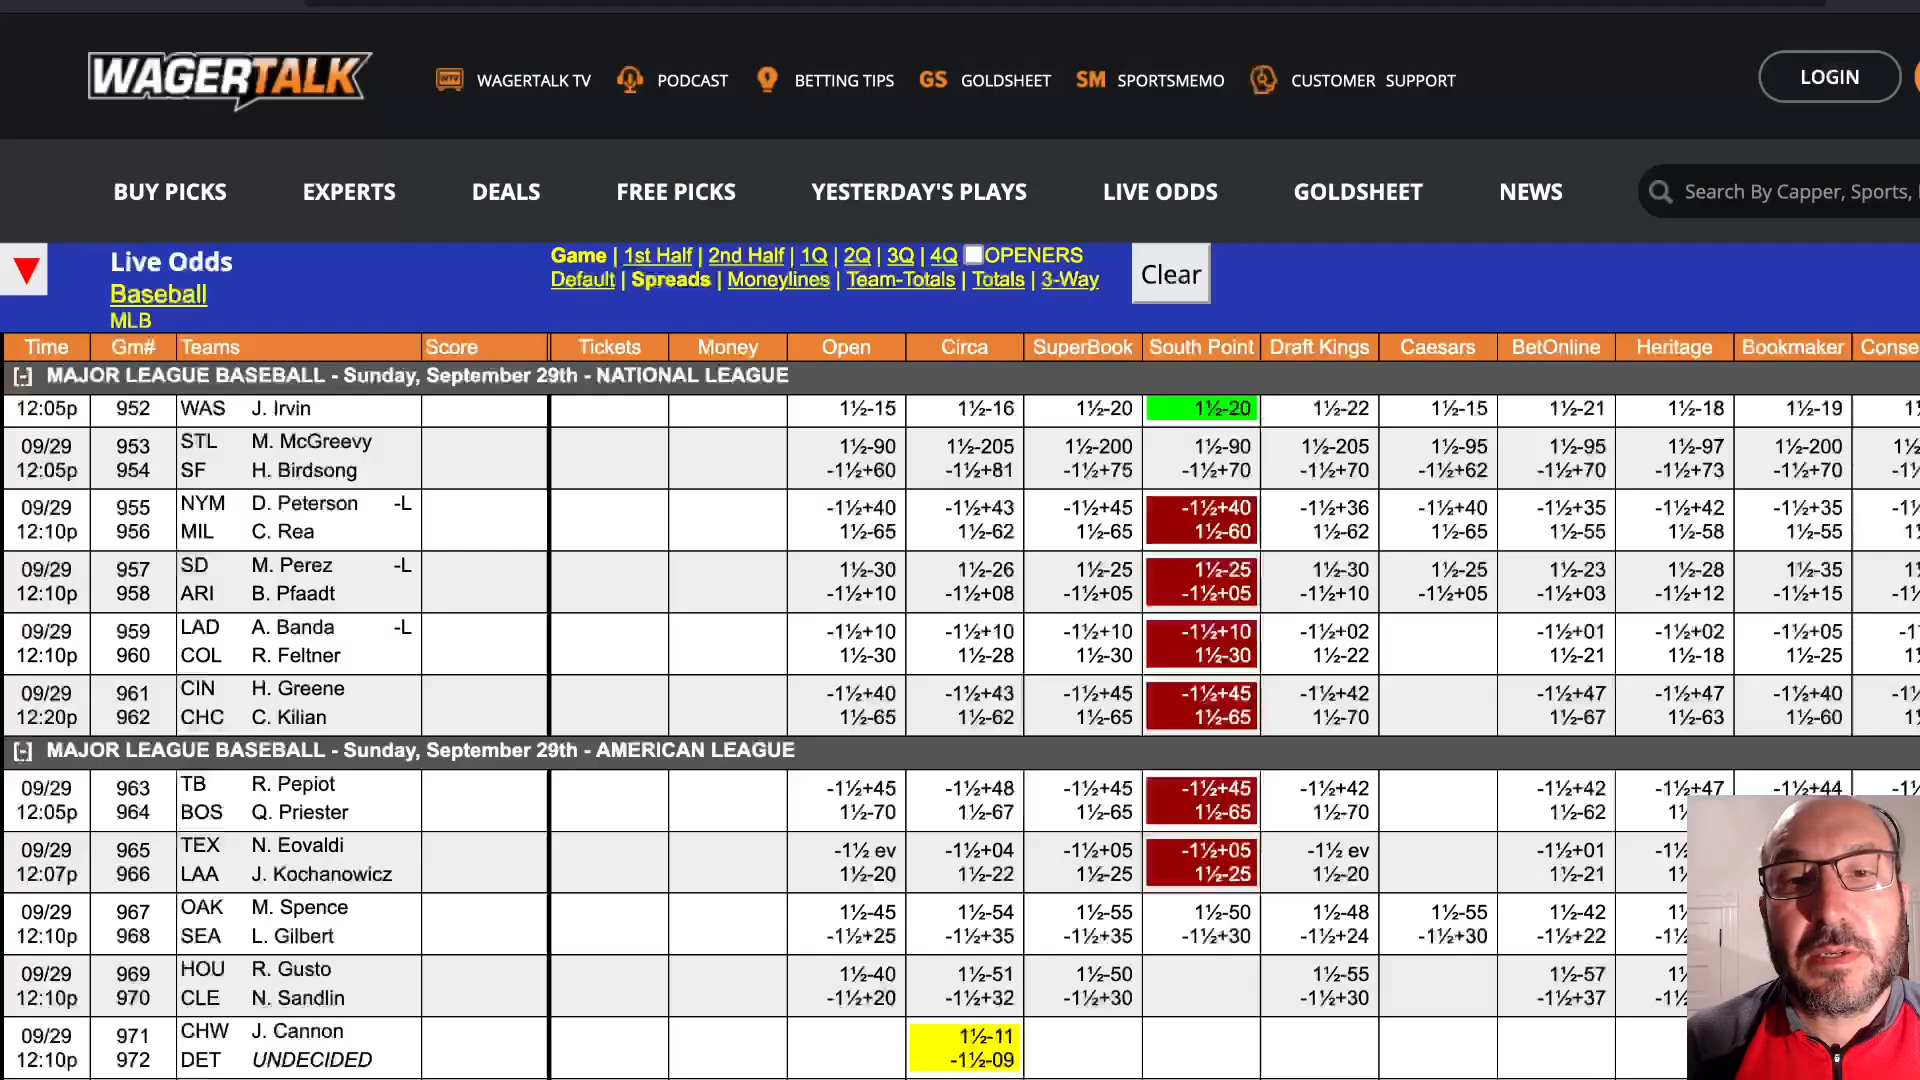 WAGERTALK
WTV WAGERTALK TV PODCAST BETTING TIPS GS GOLDSHEET SM SPORTSMEMO CUSTOMER SUPPORT LOGIN
BUY PICKS EXPERTS DEALS FREE PICKS YESTERDAY'S PLAYS LIVE ODDS GOLDSHEET NEWS Search By Capper, Sports,
Live Odds
Baseball
MLB
Game | 1st Half | 2nd Half | 1Q | 2Q | 3Q | 4Q OPENERS
Default | Spreads | Moneylines | Team-Totals | Totals | 3-Way
Clear
Time Gm# Teams Score Tickets Money Open Circa SuperBook South Point Draft Kings Caesars BetOnline Heritage Bookmaker Conse
[-] MAJOR LEAGUE BASEBALL - Sunday, September 29th - NATIONAL LEAGUE
12:05p 952 WAS J. Irvin 1½-15 1½-16 1½-20 1½-20 1½-22 1½-15 1½-21 1½-18 1½-19
09/29 953 STL M. McGreevy 1½-90 1½-205 1½-200 1½-90 1½-205 1½-95 1½-95 1½-97 1½-200
12:05p 954 SF H. Birdsong -1½+60 -1½+81 -1½+75 -1½+70 -1½+70 -1½+62 -1½+70 -1½+73 -1½+70
09/29 955 NYM D. Peterson -L -1½+40 -1½+43 -1½+45 -1½+40 -1½+36 -1½+40 -1½+35 -1½+42 -1½+35
12:10p 956 MIL C. Rea 1½-65 1½-62 1½-65 1½-60 1½-62 1½-65 1½-55 1½-58 1½-55
09/29 957 SD M. Perez -L 1½-30 1½-26 1½-25 1½-25 1½-30 1½-25 1½-23 1½-28 1½-35
12:10p 958 ARI B. Pfaadt -1½+10 -1½+08 -1½+05 -1½+05 -1½+10 -1½+05 -1½+03 -1½+12 -1½+15
09/29 959 LAD A. Banda -L -1½+10 -1½+10 -1½+10 -1½+10 -1½+02 -1½+01 -1½+02 -1½+05
12:10p 960 COL R. Feltner 1½-30 1½-28 1½-30 1½-30 1½-22 1½-21 1½-18 1½-25
09/29 961 CIN H. Greene -1½+40 -1½+43 -1½+45 -1½+45 -1½+42 -1½+47 -1½+47 -1½+40
12:20p 962 CHC C. Kilian 1½-65 1½-62 1½-65 1½-65 1½-70 1½-67 1½-63 1½-60
[-] MAJOR LEAGUE BASEBALL - Sunday, September 29th - AMERICAN LEAGUE
09/29 963 TB R. Pepiot -1½+45 -1½+48 -1½+45 -1½+45 -1½+42 -1½+42 -1½+47 -1½+44
12:05p 964 BOS Q. Priester 1½-70 1½-67 1½-65 1½-65 1½-70 1½-62
09/29 965 TEX N. Eovaldi -1½ ev -1½+04 -1½+05 -1½+05 -1½ ev -1½+01
12:07p 966 LAA J. Kochanowicz 1½-20 1½-22 1½-25 1½-25 1½-20 1½-21
09/29 967 OAK M. Spence 1½-45 1½-54 1½-55 1½-50 1½-48 1½-55 1½-42
12:10p 968 SEA L. Gilbert -1½+25 -1½+35 -1½+35 -1½+30 -1½+24 -1½+30 -1½+22
09/29 969 HOU R. Gusto 1½-40 1½-51 1½-50 1½-55 1½-57
12:10p 970 CLE N. Sandlin -1½+20 -1½+32 -1½+30 -1½+30 -1½+37
09/29 971 CHW J. Cannon 1½-11
12:10p 972 DET UNDECIDED -1½-09